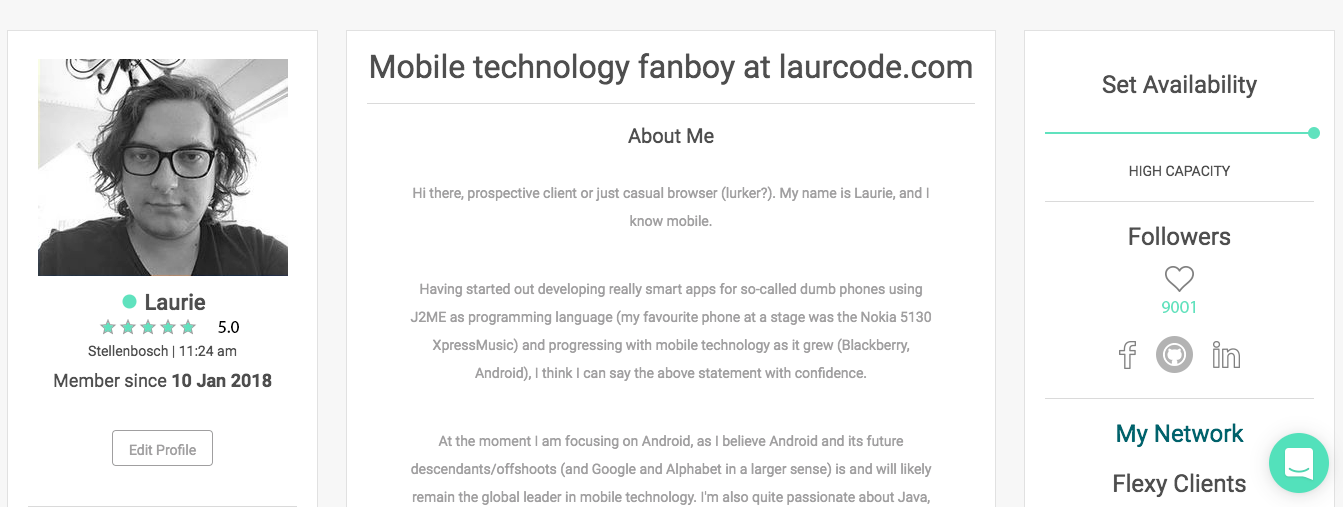 Laurie
5.0
Stellenbosch | 11:24 am
Member since 10 Jan 2018
Edit Profile
Mobile technology fanboy at laurcode.com
About Me
Hi there, prospective client or just casual browser (lurker?). My name is Laurie, and I
know mobile.
Having started out developing really smart apps for so-called dumb phones using
J2ME as programming language (my favourite phone at a stage was the Nokia 5130
XpressMusic) and progressing with mobile technology as it grew (Blackberry,
Android), I think I can say the above statement with confidence.
At the moment I am focusing on Android, as I believe Android and its future
descendants/offshoots (and Google and Alphabet in a larger sense) is and will likely
remain the global leader in mobile technology. I'm also quite passionate about Java,
Set Availability
HIGH CAPACITY
Followers
9001
My Network
Flexy Clients